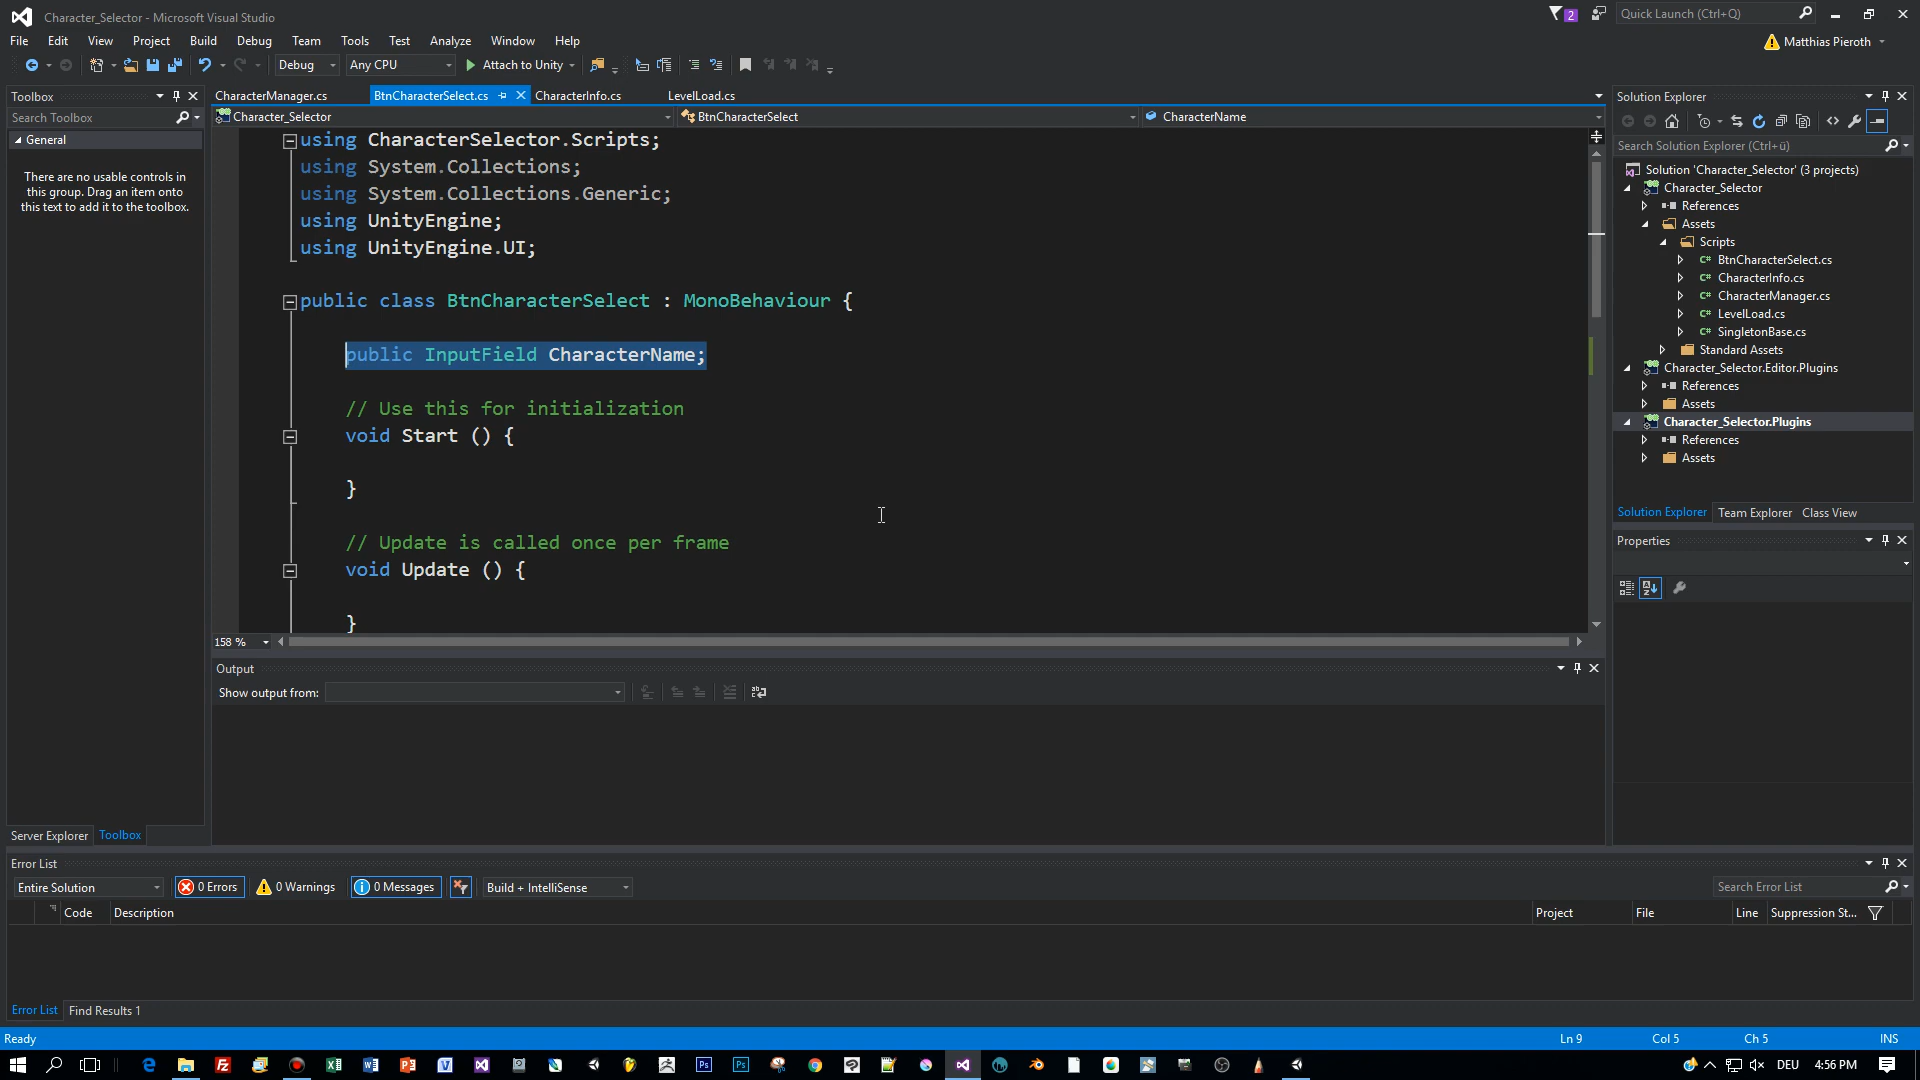 Character_Selector - Microsoft Visual Studio
2
Quick Launch (Ctrl+Q)
File Edit View Project Build Debug Team Tools Test Analyze Window Help
Matthias Pieroth
Debug Any CPU Attach to Unity
Toolbox
Search Toolbox
General
There are no usable controls in
this group. Drag an item onto
this text to add it to the toolbox.
Server Explorer Toolbox
CharacterManager.cs BtnCharacterSelect.cs CharacterInfo.cs LevelLoad.cs
Character_Selector BtnCharacterSelect CharacterName
using CharacterSelector.Scripts;
using System.Collections;
using System.Collections.Generic;
using UnityEngine;
using UnityEngine.UI;
public class BtnCharacterSelect : MonoBehaviour {
public InputField CharacterName;
// Use this for initialization
void Start () {
}
// Update is called once per frame
void Update () {
}
158 %
Output
Show output from:
Solution Explorer
Search Solution Explorer (Ctrl+ü)
Solution 'Character_Selector' (3 projects)
Character_Selector
References
Assets
Scripts
C# BtnCharacterSelect.cs
C# CharacterInfo.cs
C# CharacterManager.cs
C# LevelLoad.cs
C# SingletonBase.cs
Standard Assets
Character_Selector.Editor.Plugins
References
Assets
Character_Selector.Plugins
References
Assets
Solution Explorer Team Explorer Class View
Properties
Error List
Entire Solution 0 Errors 0 Warnings 0 Messages Build + IntelliSense
Search Error List
Code Description Project File Line Suppression St...
Error List Find Results 1
Ready Ln 9 Col 5 Ch 5 INS
DEU 4:56 PM